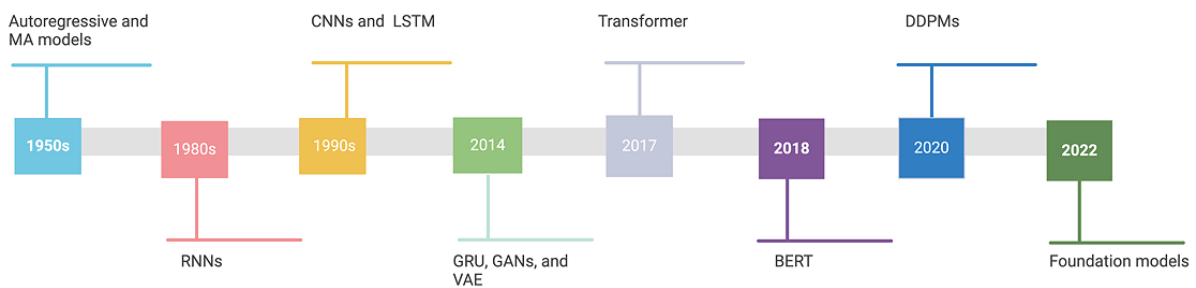 Autoregressive and
MA models
CNNs and LSTM
Transformer
DDPMs
1950s
1980s
1990s
2014
2017
2018
2020
2022
RNNs
GRU, GANs, and
VAE
BERT
Foundation models